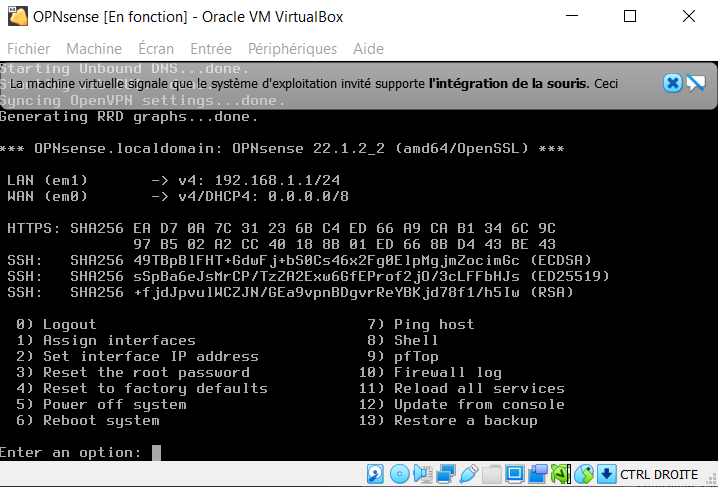 OPNsense [En fonction] - Oracle VM VirtualBox
Fichier Machine Écran Entrée Périphériques Aide
Starting Unbound DNS...done.
La machine virtuelle signale que le système d'exploitation invité supporte l'intégration de la souris. Ceci
Syncing OpenVPN settings...done.
Generating RRD graphs...done.
*** OPNsense.localdomain: OPNsense 22.1.2_2 (amd64/OpenSSL) ***
LAN (em1) -> v4: 192.168.1.1/24
WAN (em0) -> v4/DHCP4: 0.0.0.0/8
HTTPS: SHA256 EA D7 0A 7C 31 23 6B C4 ED 66 A9 CA B1 34 6C 9C
97 B5 02 A2 CC 40 18 8B 01 ED 66 8B D4 43 BE 43
SSH: SHA256 49TBpBlFHT+GdwFj+bS0Cs46x2Fg0ElpMgjmZocimGc (ECDSA)
SSH: SHA256 sSpBa6eJsMrCP/TzZA2Exw6GfEProf2jO/3cLFFbHJs (ED25519)
SSH: SHA256 +fjdJpvulWCZJN/GEa9vpnBDgvrReYBKjd78f1/h5Iw (RSA)
0) Logout 7) Ping host
1) Assign interfaces 8) Shell
2) Set interface IP address 9) pfTop
3) Reset the root password 10) Firewall log
4) Reset to factory defaults 11) Reload all services
5) Power off system 12) Update from console
6) Reboot system 13) Restore a backup
Enter an option:
CTRL DROITE